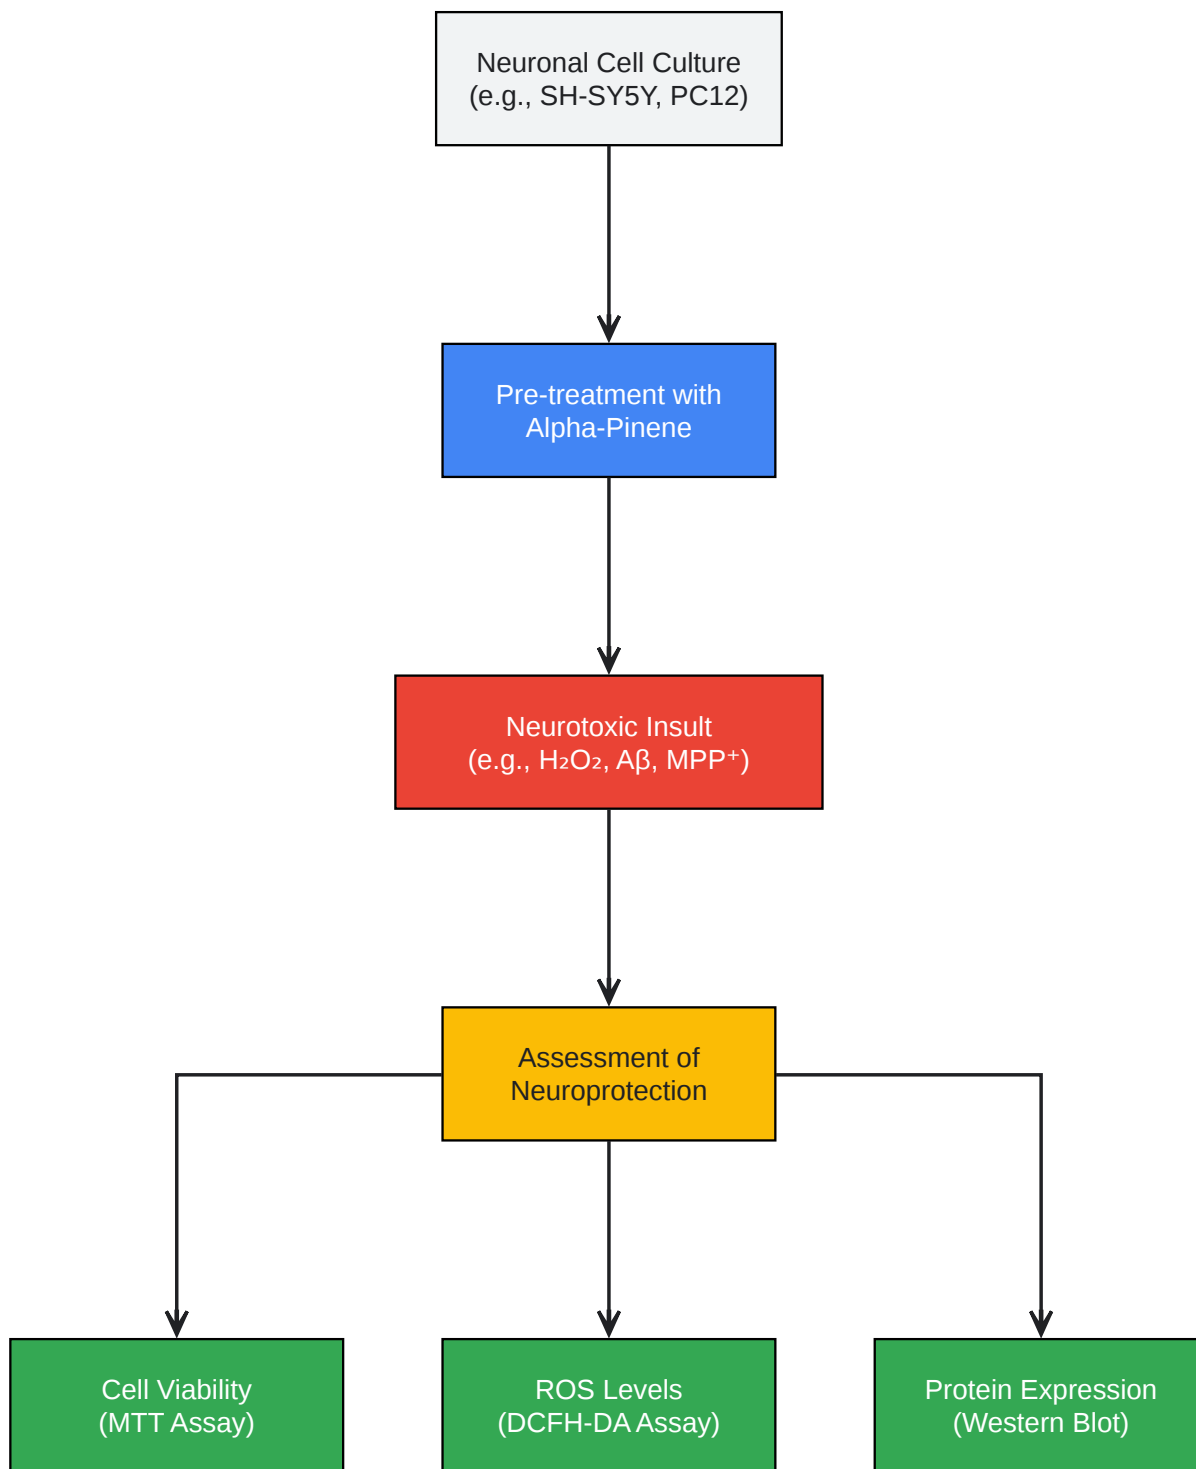 Neuronal Cell Culture
(e.g., SH-SY5Y, PC12)
Pre-treatment with
Alpha-Pinene
Neurotoxic Insult
(e.g., H₂O₂, Aβ, MPP⁺)
Assessment of
Neuroprotection
Cell Viability
(MTT Assay)
ROS Levels
(DCFH-DA Assay)
Protein Expression
(Western Blot)